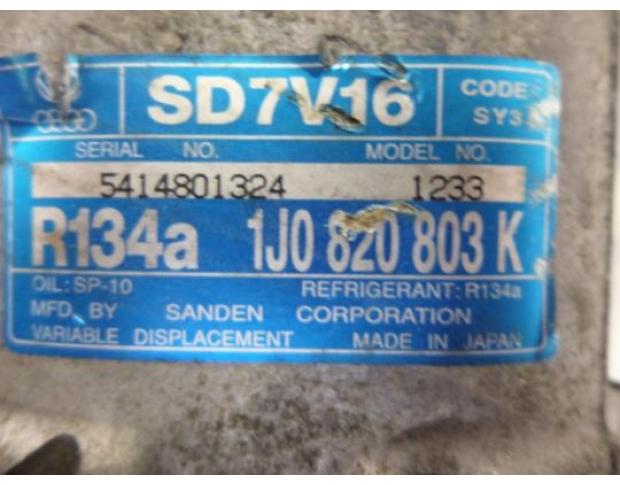 SD7V16
CODE
SY3
SERIAL NO. MODEL NO.
5414801324 1233
R134a 1J0 820 803 K
OIL: SP-10 REFRIGERANT: R134a
MFD. BY SANDEN CORPORATION
VARIABLE DISPLACEMENT MADE IN JAPAN